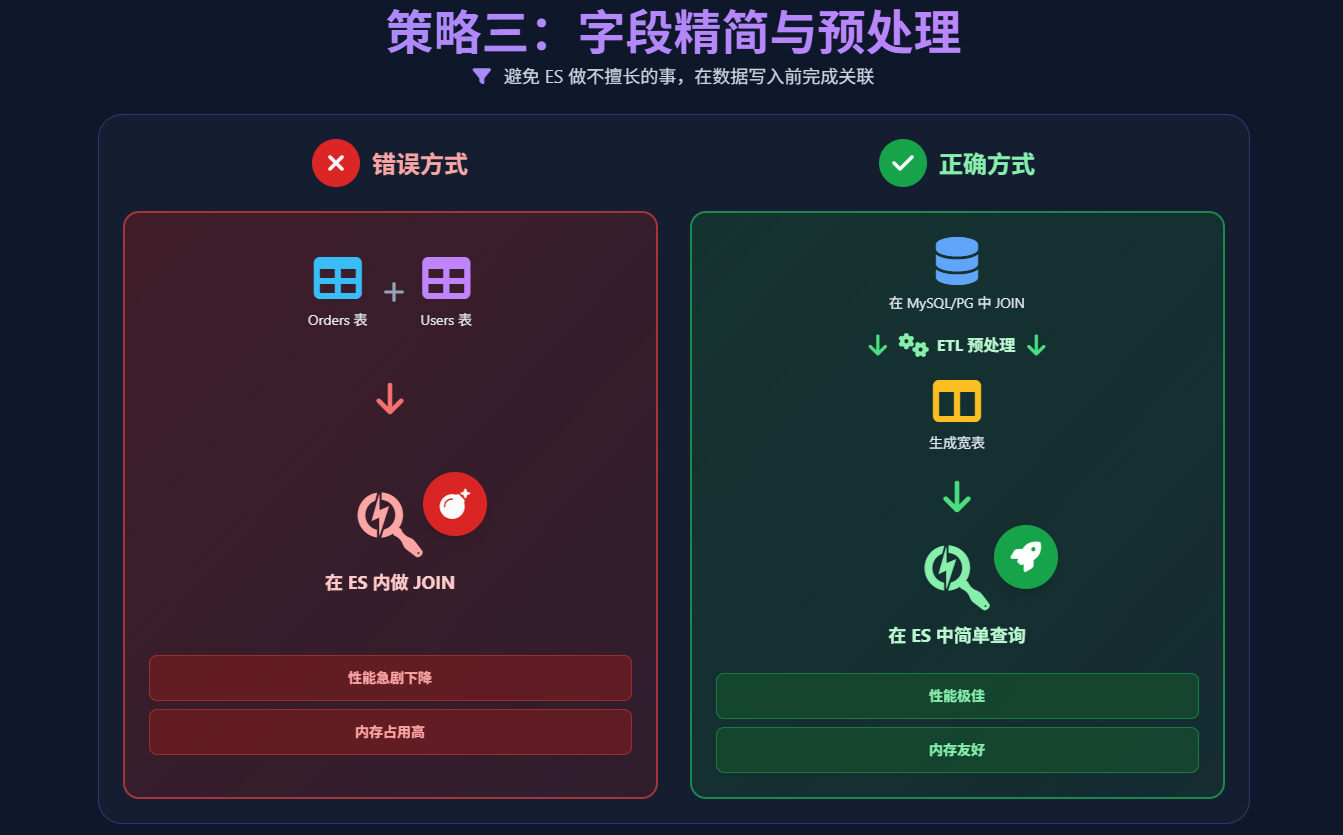 策略三：字段精简与预处理
避免 ES 做不擅长的事，在数据写入前完成关联
错误方式
Orders 表
Users 表
在 ES 内做 JOIN
性能急剧下降
内存占用高
正确方式
在 MySQL/PG 中 JOIN
ETL 预处理
生成宽表
在 ES 中简单查询
性能极佳
内存友好